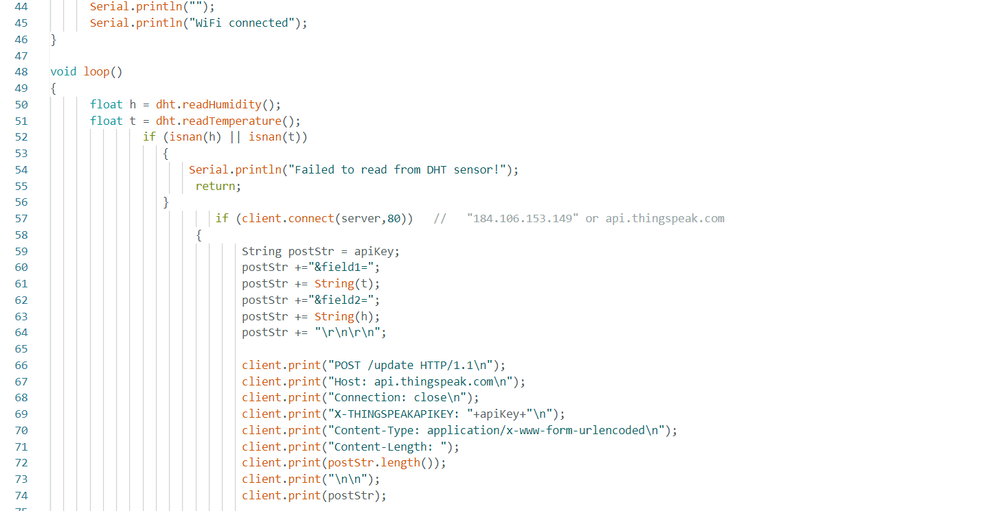 44 Serial.println("");
45 Serial.println("WiFi connected");
46 }
47
48 void loop()
49 {
50 float h = dht.readHumidity();
51 float t = dht.readTemperature();
52 if (isnan(h) || isnan(t))
53 {
54 Serial.println("Failed to read from DHT sensor!");
55 return;
56 }
57 if (client.connect(server,80)) // "184.106.153.149" or api.thingspeak.com
58 {
59 String postStr = apiKey;
60 postStr +="&field1=";
61 postStr += String(t);
62 postStr +="&field2=";
63 postStr += String(h);
64 postStr += "\r\n\r\n";
65
66 client.print("POST /update HTTP/1.1\n");
67 client.print("Host: api.thingspeak.com\n");
68 client.print("Connection: close\n");
69 client.print("X-THINGSPEAKAPIKEY: "+apiKey+"\n");
70 client.print("Content-Type: application/x-www-form-urlencoded\n");
71 client.print("Content-Length: ");
72 client.print(postStr.length());
73 client.print("\n\n");
74 client.print(postStr);
75